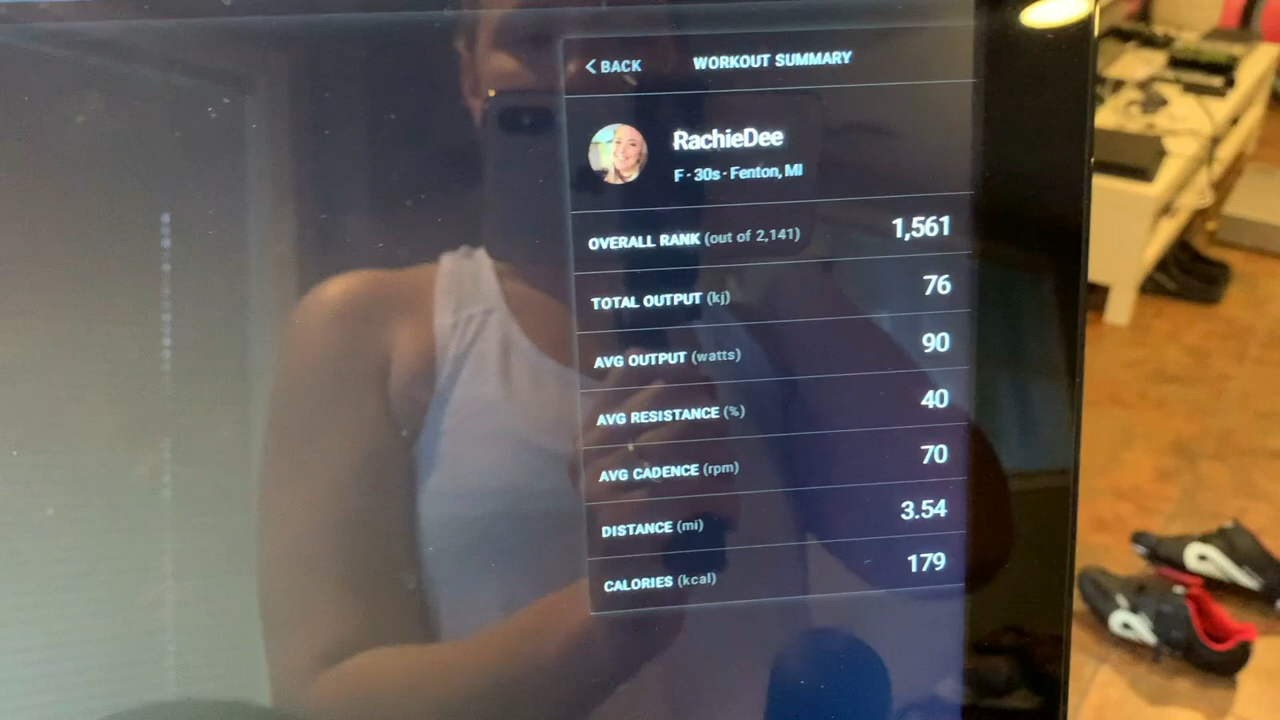 < BACK WORKOUT SUMMARY
RachieDee
F · 30s · Fenton, MI
OVERALL RANK (out of 2,141) 1,561
TOTAL OUTPUT (kj) 76
AVG OUTPUT (watts) 90
AVG RESISTANCE (%) 40
AVG CADENCE (rpm) 70
DISTANCE (mi) 3.54
CALORIES (kcal) 179